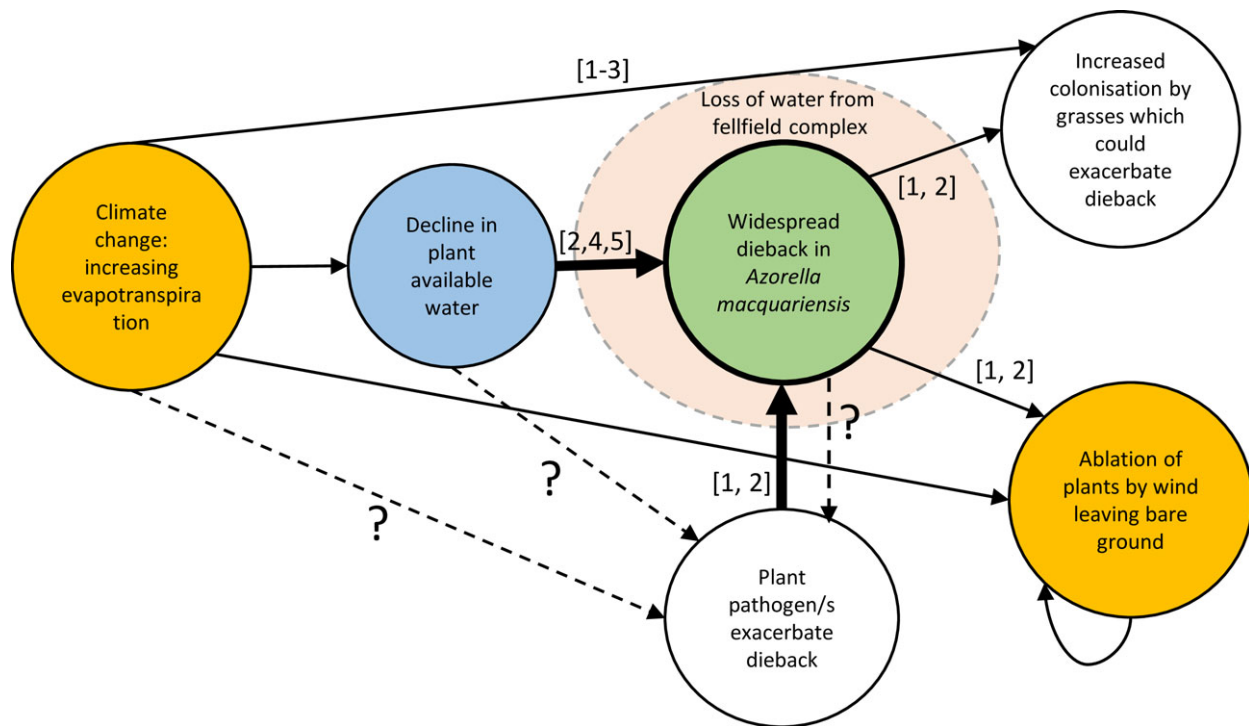 [1-3]
Increased
colonisation by
grasses which
could
exacerbate
dieback
Loss of water from
fellfield complex
Climate
change:
increasing
evapotranspira
tion
Decline in
plant
available
water
[2,4,5]
Widespread
dieback in
Azorella
macquariensis
[1, 2]
[1, 2]
?
?
?
[1, 2]
Plant
pathogen/s
exacerbate
dieback
Ablation of
plants by wind
leaving bare
ground